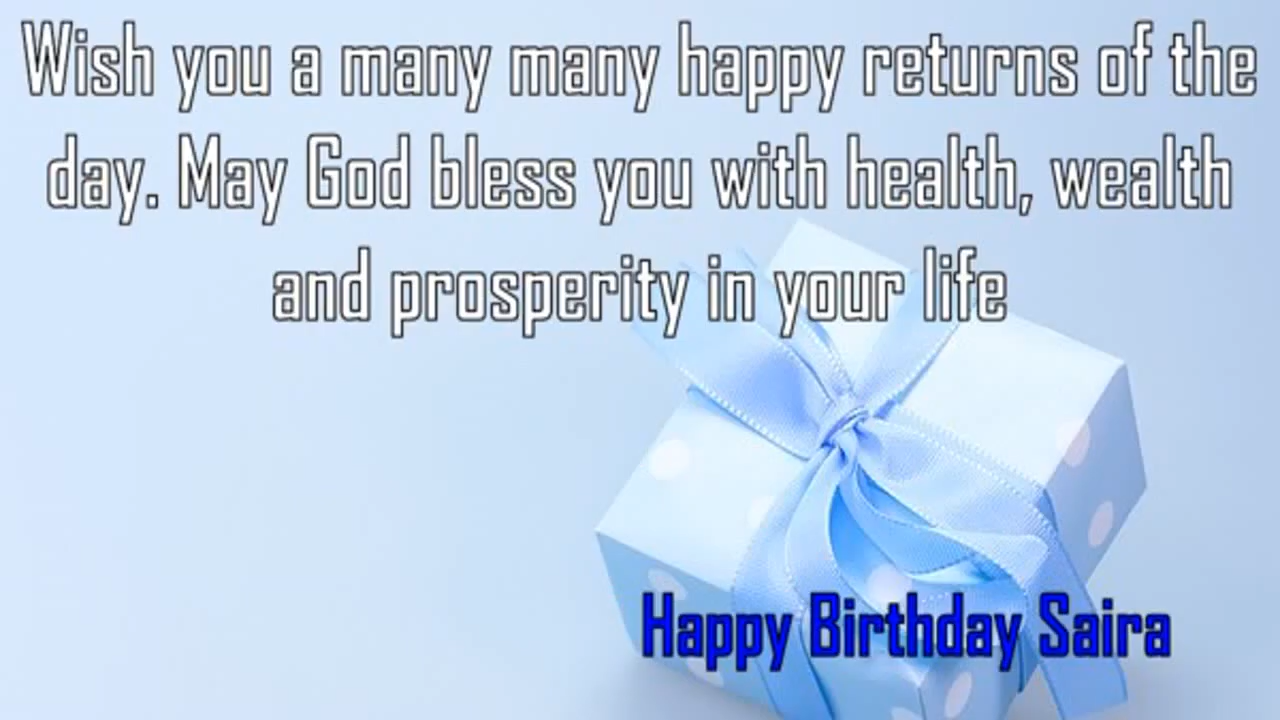 Wish you a many many happy returns of the
day. May God bless you with health, wealth
and prosperity in your life
Happy Birthday Saira